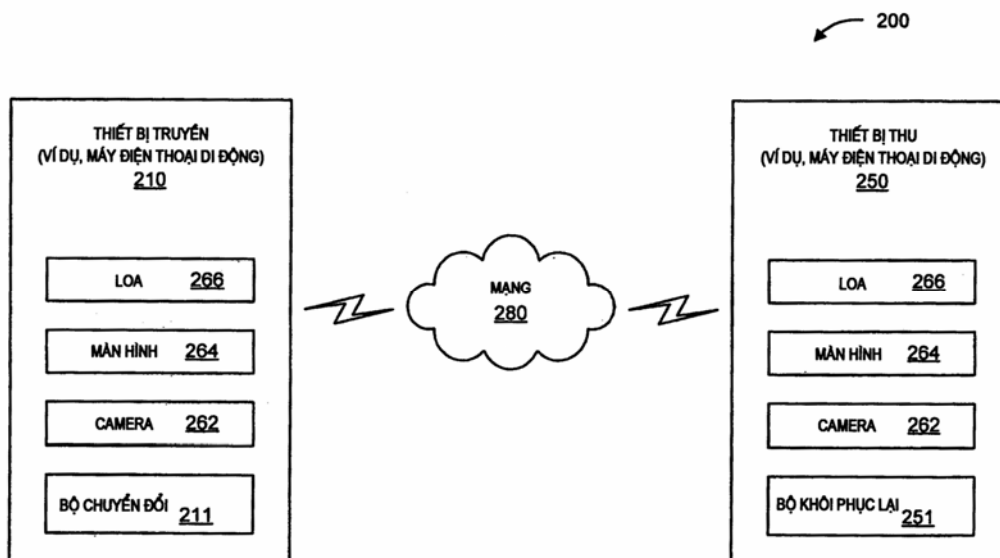 200
THIẾT BỊ TRUYỀN
(VÍ DỤ, MÁY ĐIỆN THOẠI DI ĐỘNG)
210
LOA 266
MÀN HÌNH 264
CAMERA 262
BỘ CHUYỂN ĐỔI 211
MẠNG
280
THIẾT BỊ THU
(VÍ DỤ, MÁY ĐIỆN THOẠI DI ĐỘNG)
250
LOA 266
MÀN HÌNH 264
CAMERA 262
BỘ KHÔI PHỤC LẠI 251